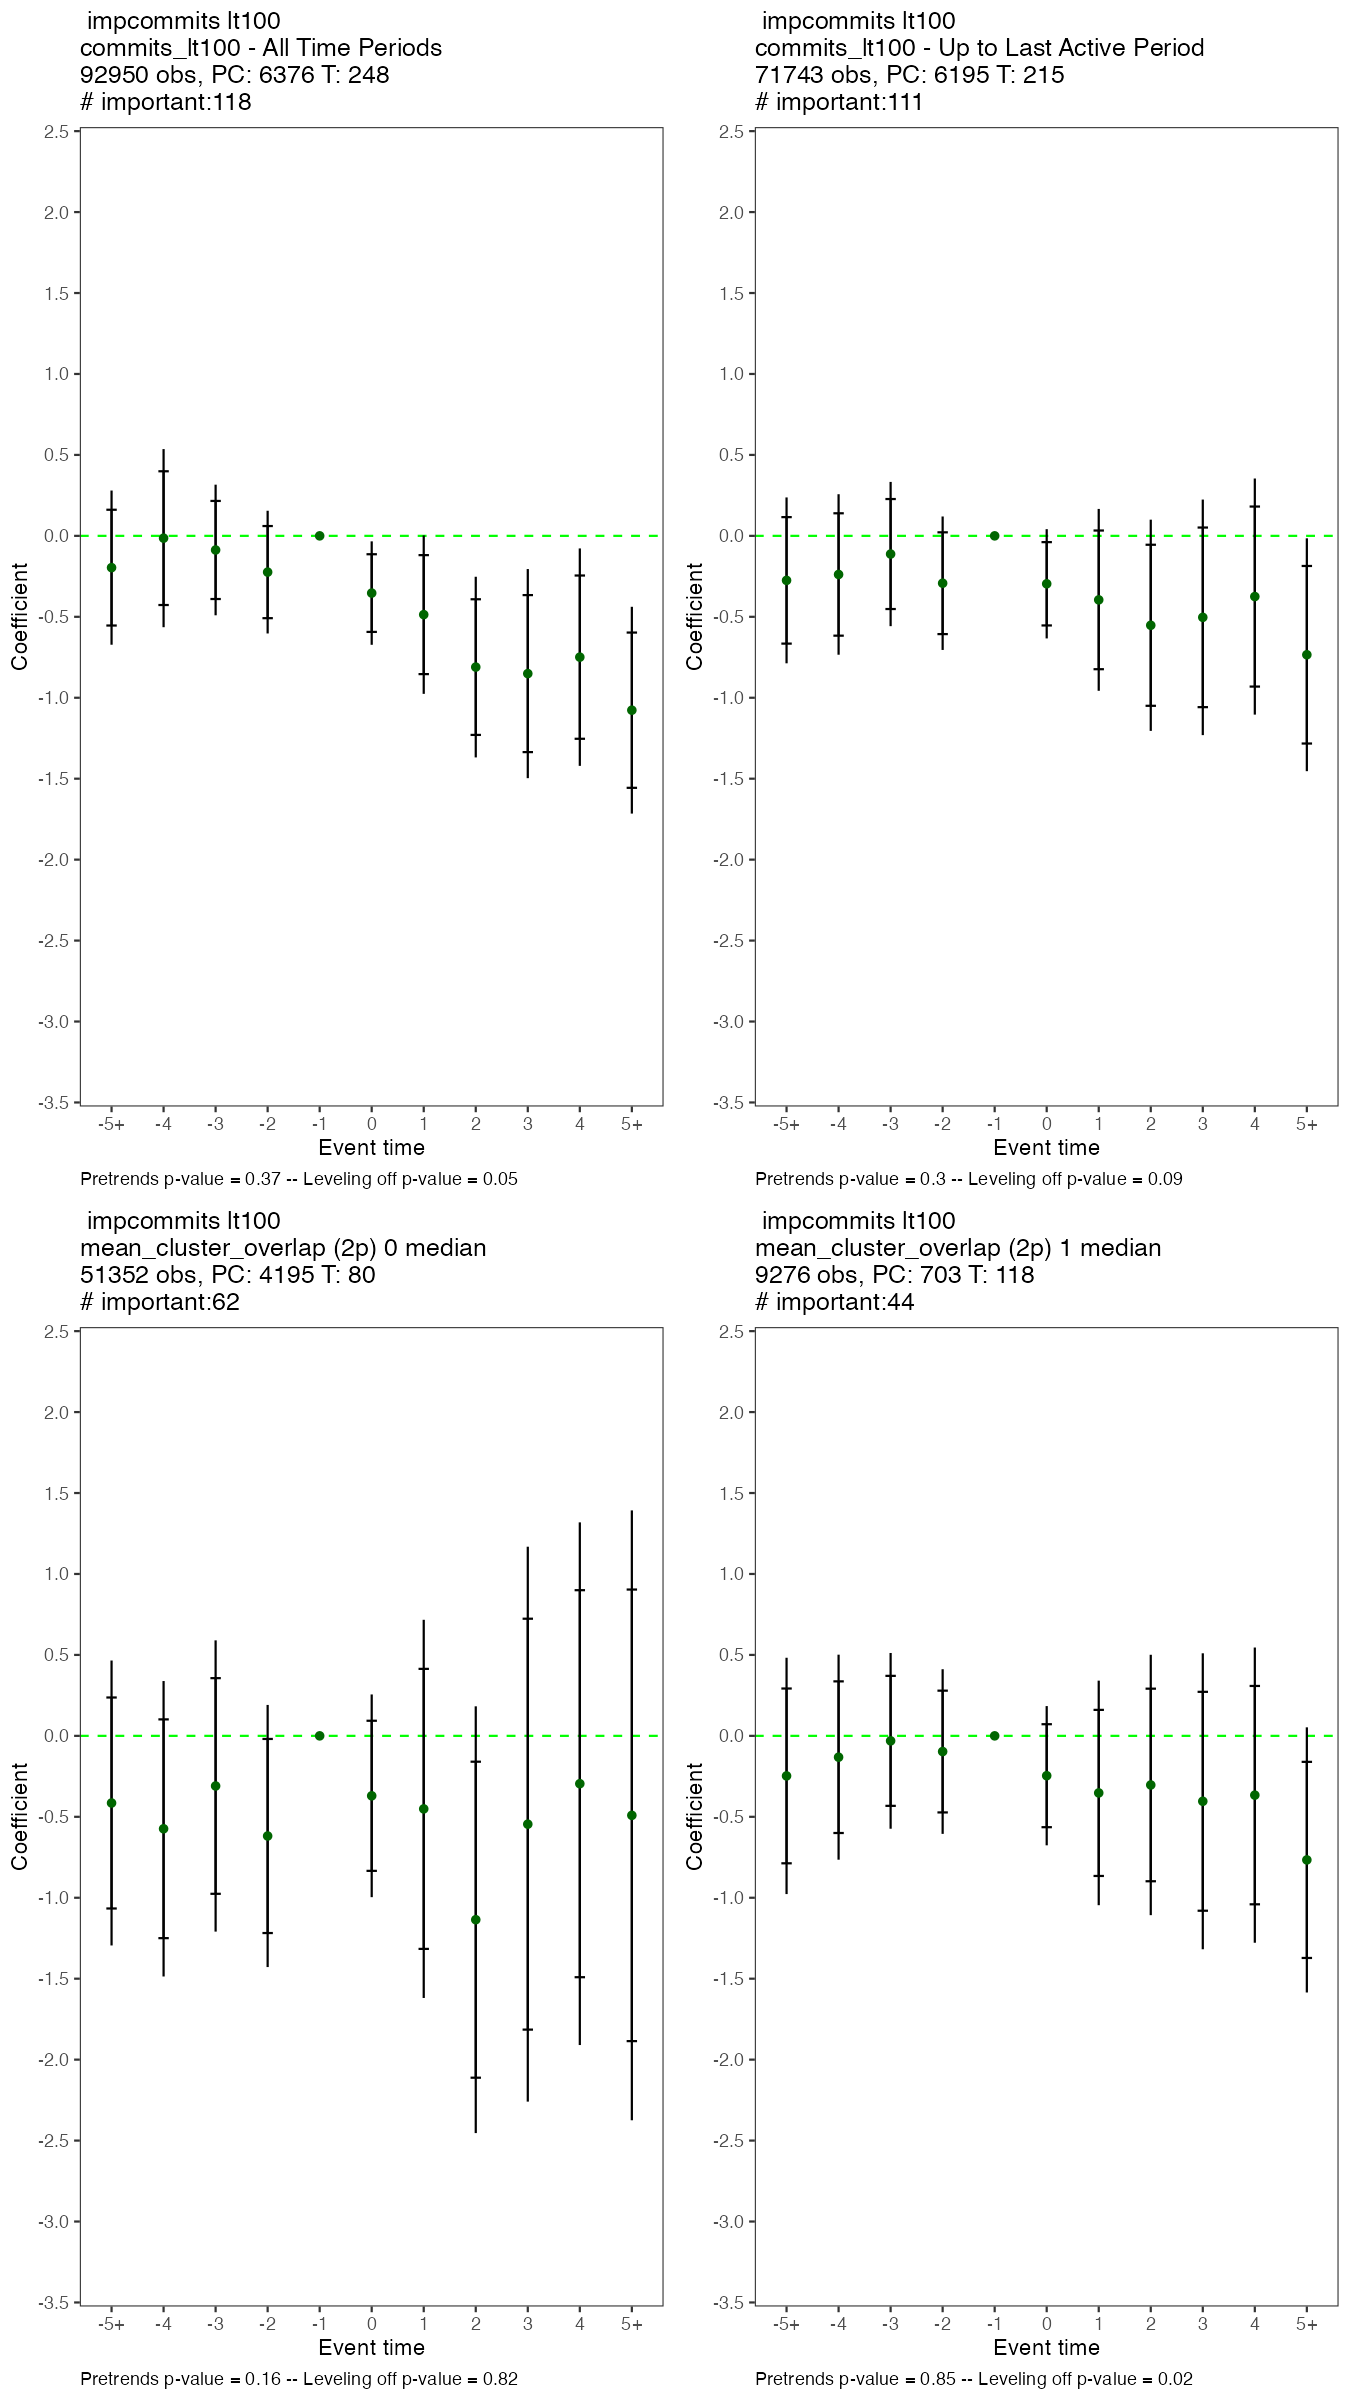 impcommits lt100
commits_lt100 - All Time Periods
92950 obs, PC: 6376 T: 248
# important:118
2.5
2.0
1.5
1.0
0.5
0.0
-0.5
-1.0
-1.5
-2.0
-2.5
-3.0
-3.5
Coefficient
-5+ -4 -3 -2 -1 0 1 2 3 4 5+
Event time
Pretrends p-value = 0.37 -- Leveling off p-value = 0.05
impcommits lt100
commits_lt100 - Up to Last Active Period
71743 obs, PC: 6195 T: 215
# important:111
2.5
2.0
1.5
1.0
0.5
0.0
-0.5
-1.0
-1.5
-2.0
-2.5
-3.0
-3.5
Coefficient
-5+ -4 -3 -2 -1 0 1 2 3 4 5+
Event time
Pretrends p-value = 0.3 -- Leveling off p-value = 0.09
impcommits lt100
mean_cluster_overlap (2p) 0 median
51352 obs, PC: 4195 T: 80
# important:62
2.5
2.0
1.5
1.0
0.5
0.0
-0.5
-1.0
-1.5
-2.0
-2.5
-3.0
-3.5
Coefficient
-5+ -4 -3 -2 -1 0 1 2 3 4 5+
Event time
Pretrends p-value = 0.16 -- Leveling off p-value = 0.82
impcommits lt100
mean_cluster_overlap (2p) 1 median
9276 obs, PC: 703 T: 118
# important:44
2.5
2.0
1.5
1.0
0.5
0.0
-0.5
-1.0
-1.5
-2.0
-2.5
-3.0
-3.5
Coefficient
-5+ -4 -3 -2 -1 0 1 2 3 4 5+
Event time
Pretrends p-value = 0.85 -- Leveling off p-value = 0.02